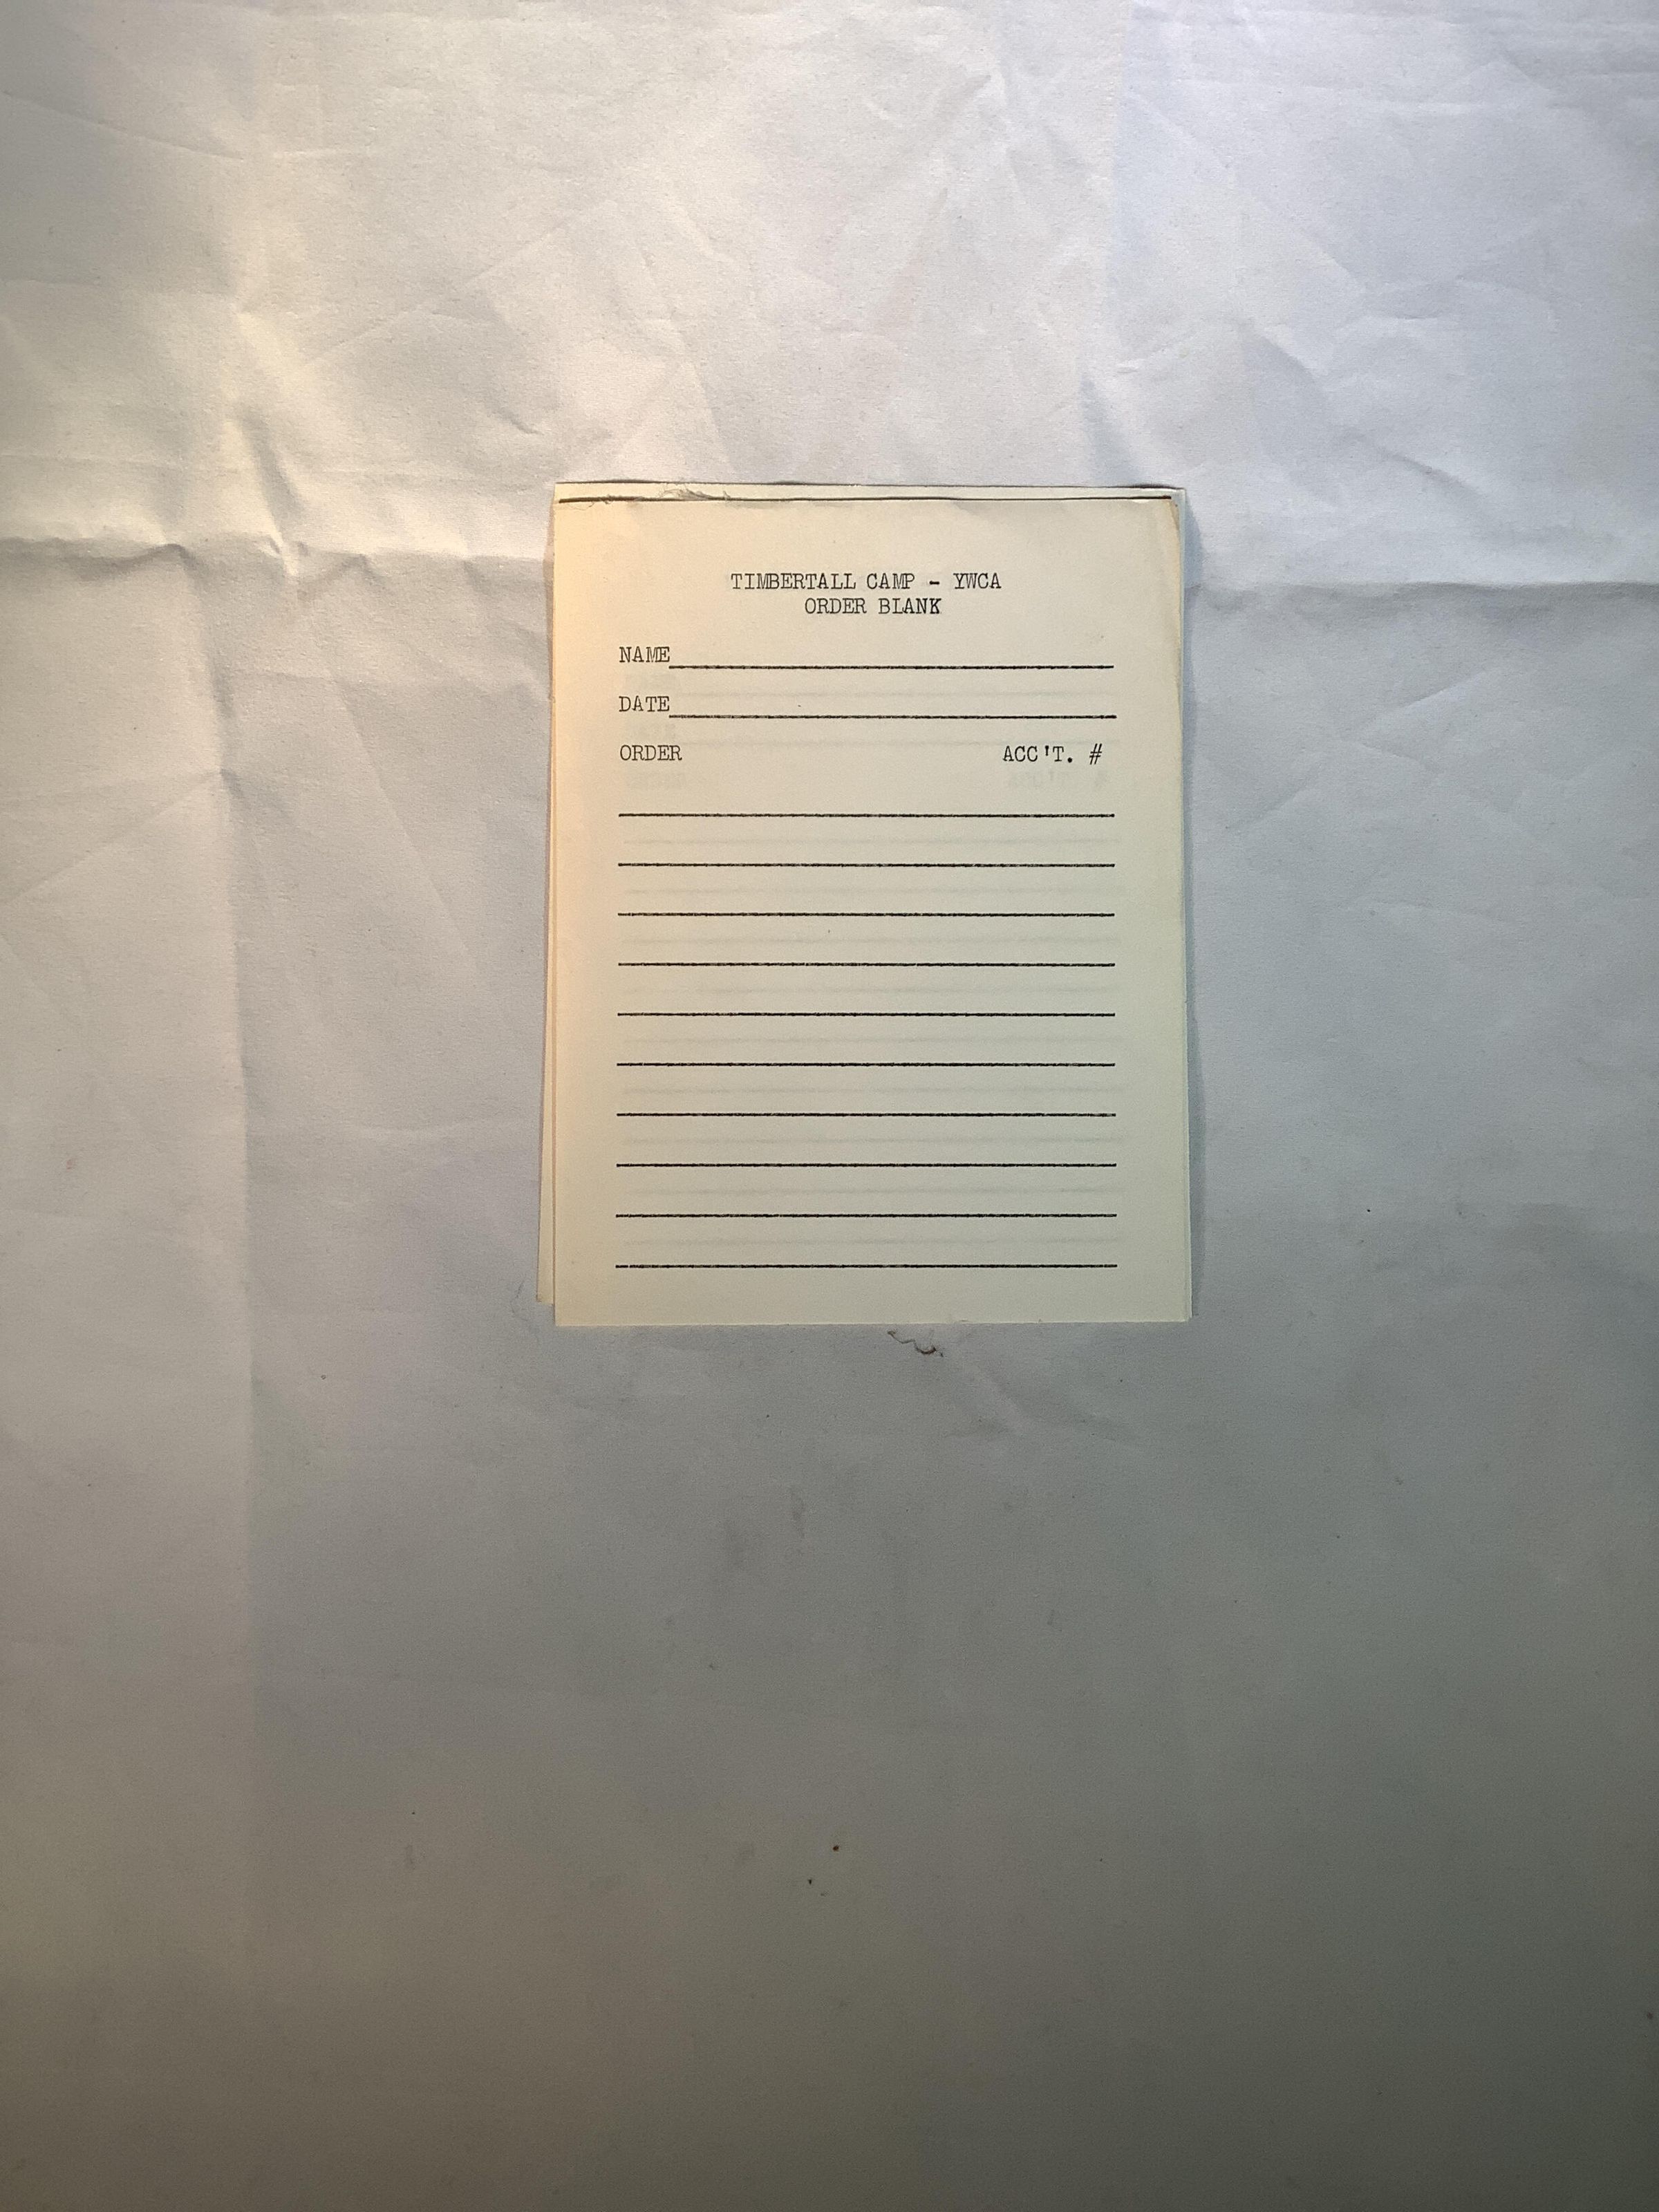 TIMBERTALL CAMP - YWCA
ORDER BLANK
NAME
DATE
ORDER ACC'T. #